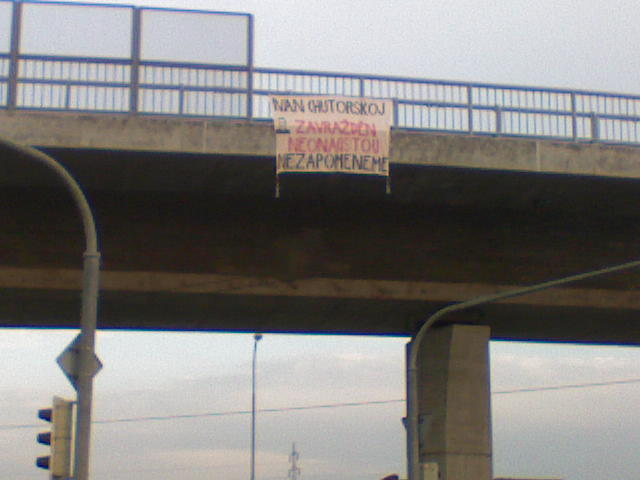 IVAN CHUTORSKOJ
ZAVRAŽDĚN
NEONACISTOU
NEZAPOMENEME